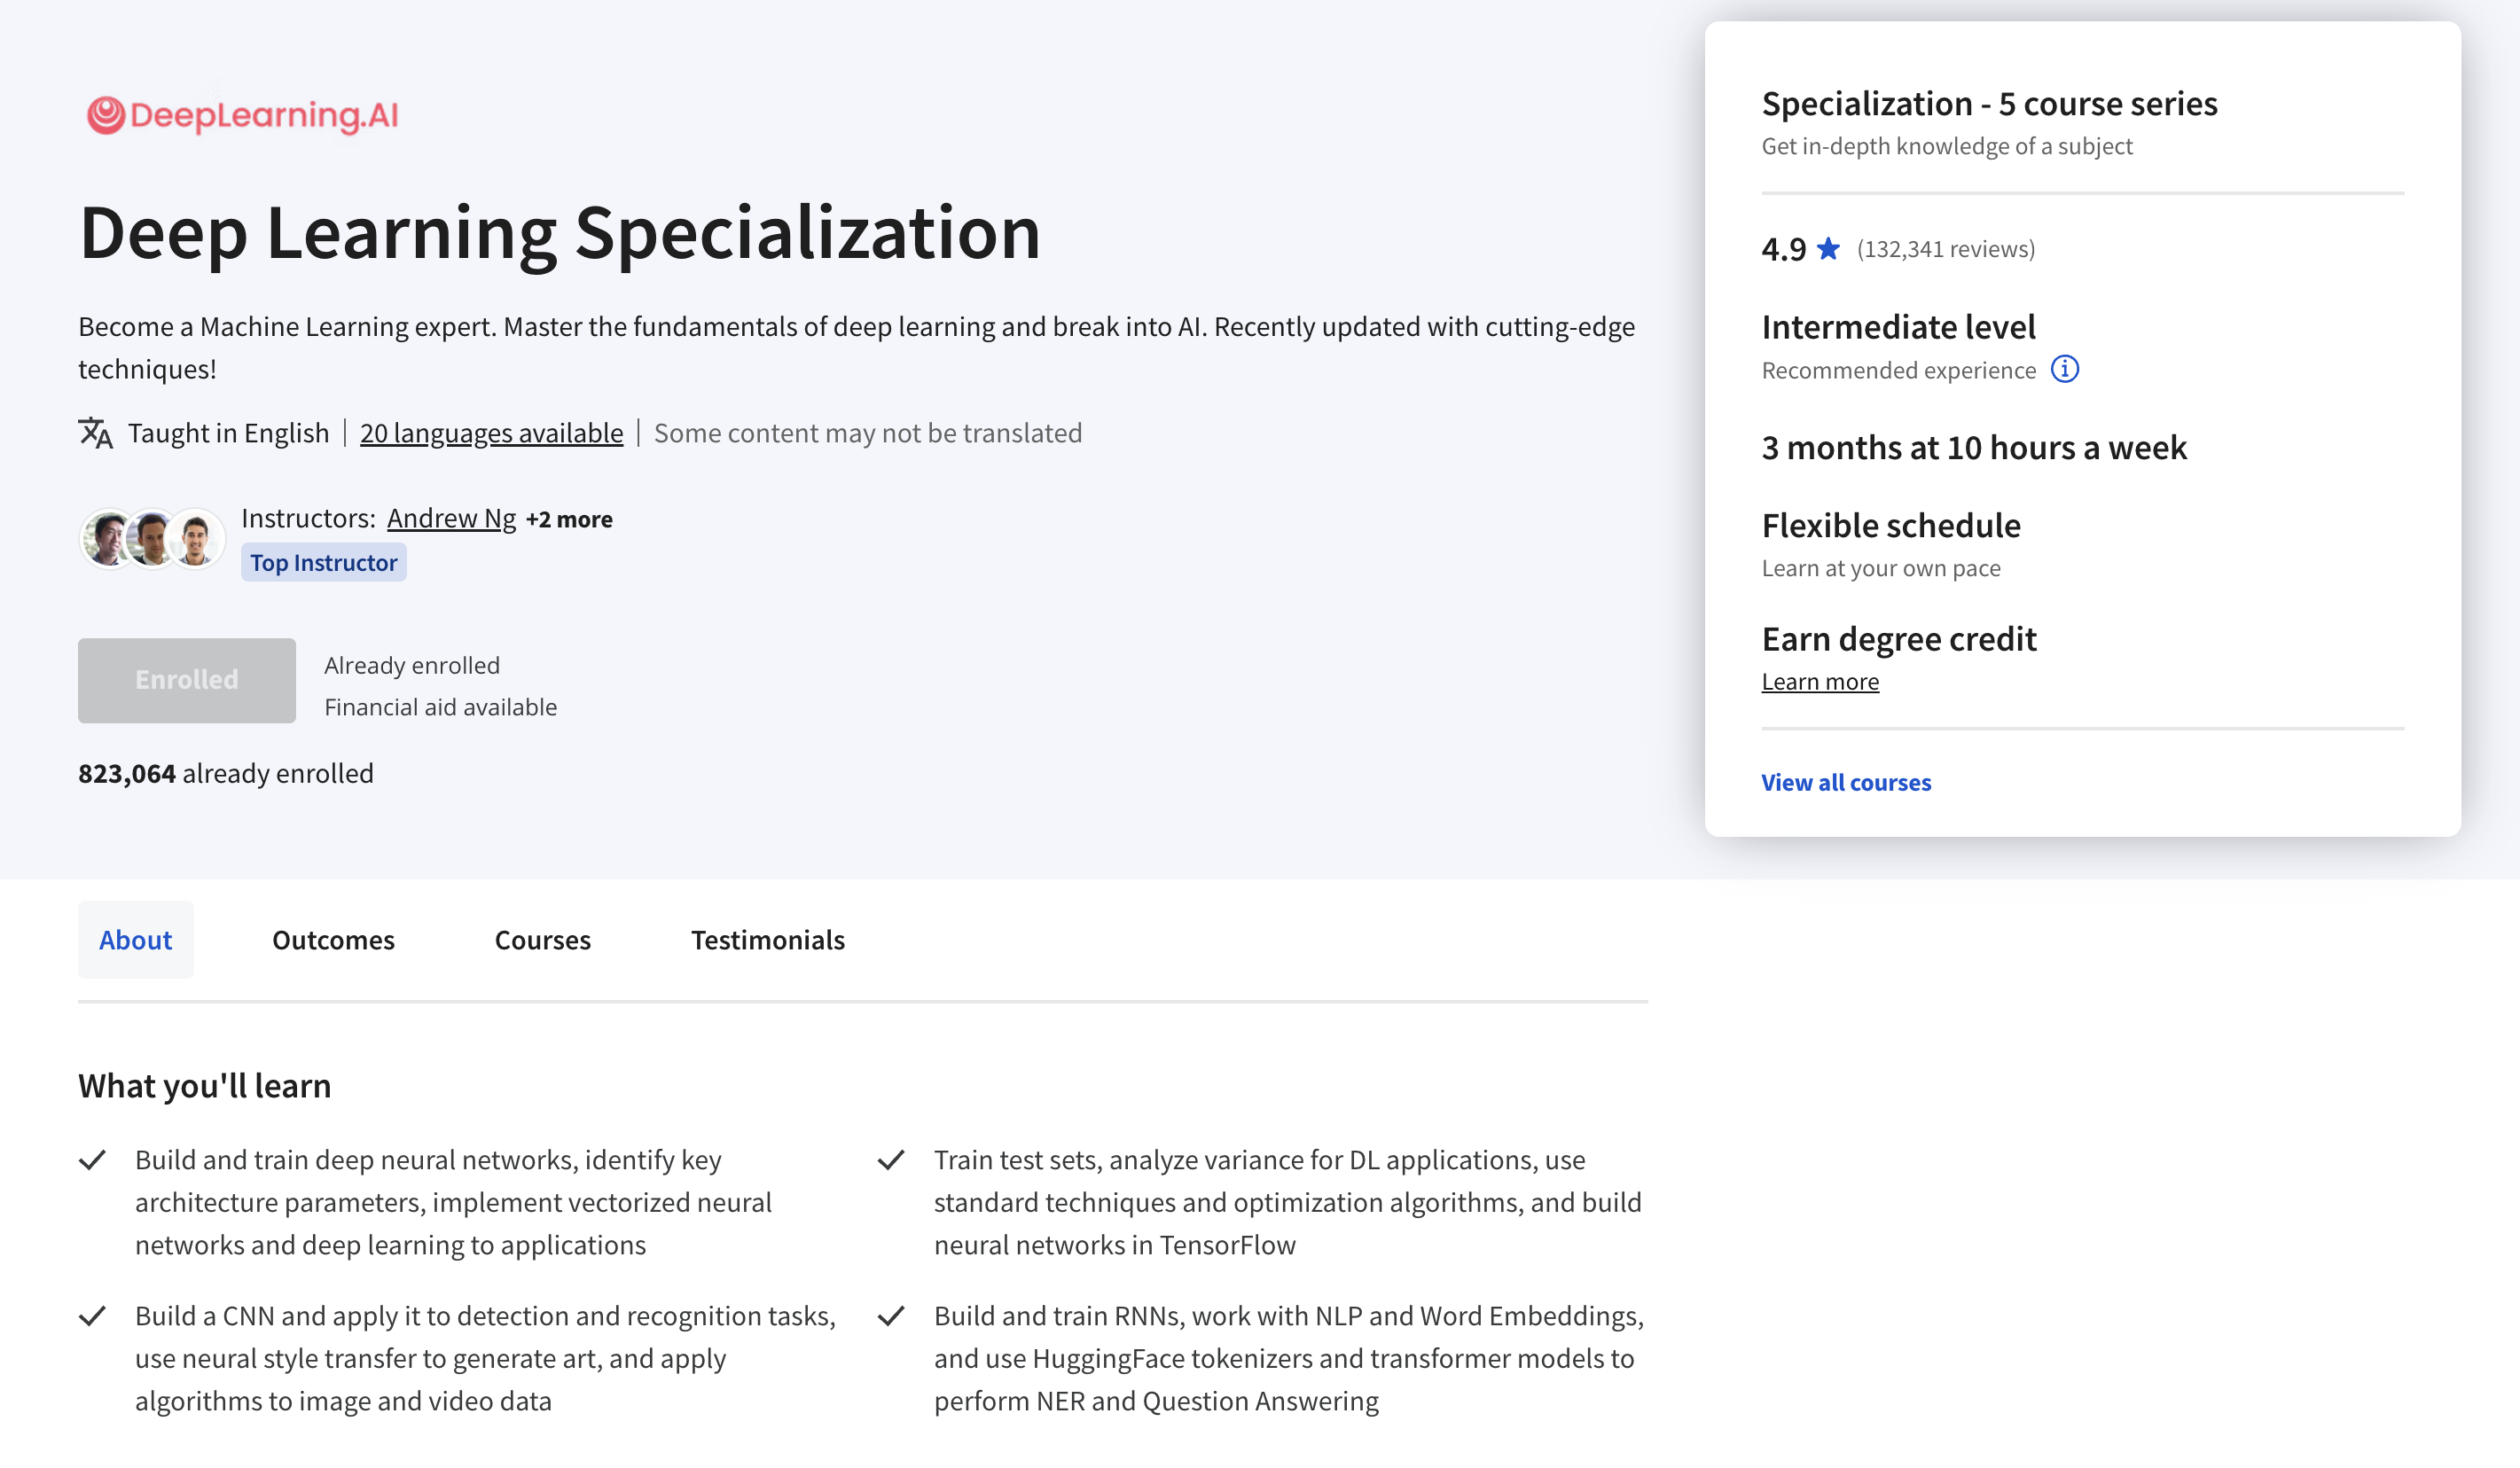 DeepLearning.AI
Deep Learning Specialization
Become a Machine Learning expert. Master the fundamentals of deep learning and break into AI. Recently updated with cutting-edge
techniques!
Taught in English | 20 languages available | Some content may not be translated
Instructors: Andrew Ng +2 more
Top Instructor
Enrolled
Already enrolled
Financial aid available
823,064 already enrolled
Specialization - 5 course series
Get in-depth knowledge of a subject
4.9 ★ (132,341 reviews)
Intermediate level
Recommended experience
3 months at 10 hours a week
Flexible schedule
Learn at your own pace
Earn degree credit
Learn more
View all courses
About Outcomes Courses Testimonials
What you'll learn
Build and train deep neural networks, identify key
architecture parameters, implement vectorized neural
networks and deep learning to applications
Train test sets, analyze variance for DL applications, use
standard techniques and optimization algorithms, and build
neural networks in TensorFlow
Build a CNN and apply it to detection and recognition tasks,
use neural style transfer to generate art, and apply
algorithms to image and video data
Build and train RNNs, work with NLP and Word Embeddings,
and use HuggingFace tokenizers and transformer models to
perform NER and Question Answering